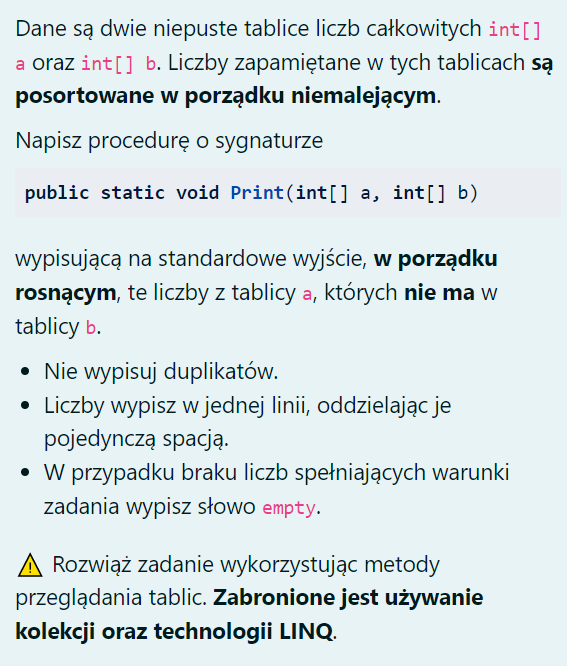 Dane są dwie niepuste tablice liczb całkowitych int[]
a oraz int[] b. Liczby zapamiętane w tych tablicach są
posortowane w porządku niemalejącym.
Napisz procedurę o sygnaturze
public static void Print(int[] a, int[] b)
wypisującą na standardowe wyjście, w porządku
rosnącym, te liczby z tablicy a, których nie ma w
tablicy b.
• Nie wypisuj duplikatów.
• Liczby wypisz w jednej linii, oddzielając je
pojedynczą spacją.
• W przypadku braku liczb spełniających warunki
zadania wypisz słowo empty.
⚠ Rozwiąż zadanie wykorzystując metody
przeglądania tablic. Zabronione jest używanie
kolekcji oraz technologii LINQ.